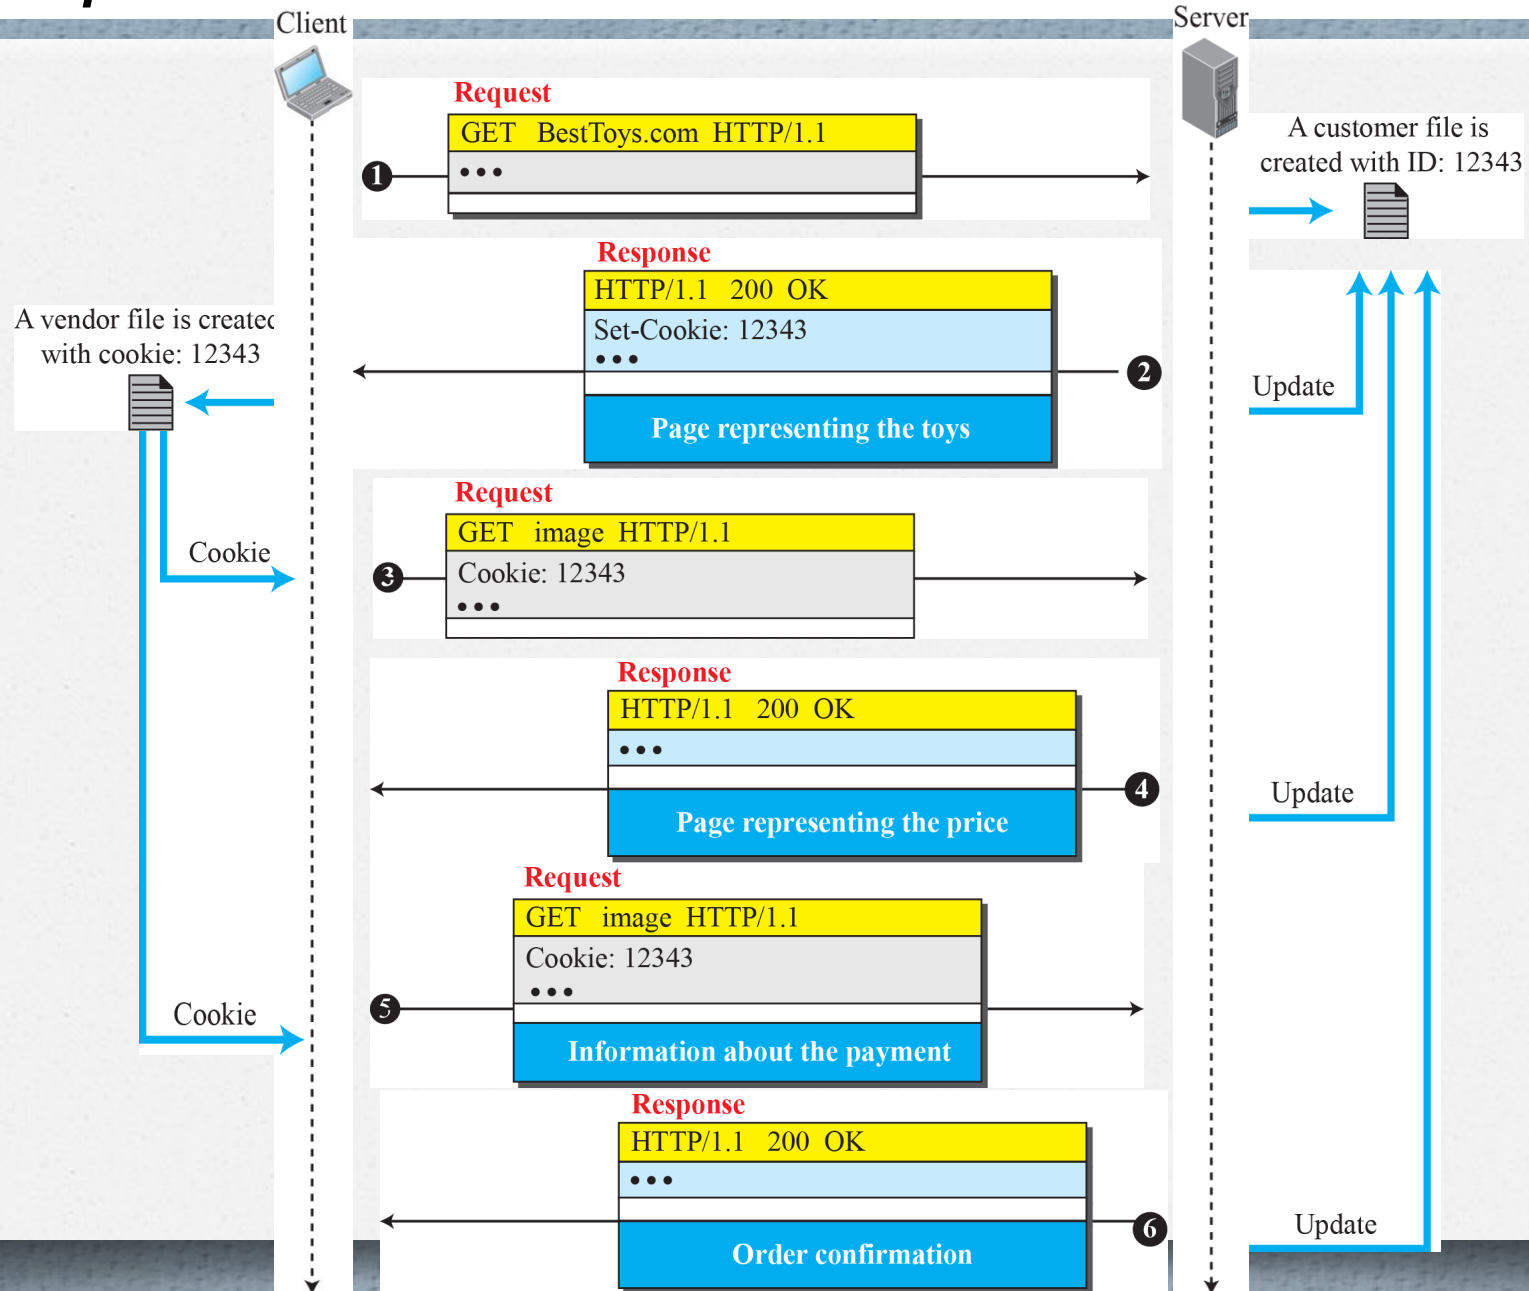 Client
Server
Request
GET BestToys.com HTTP/1.1
•••
1
A customer file is
created with ID: 12343
Response
HTTP/1.1 200 OK
Set-Cookie: 12343
•••
2
Page representing the toys
A vendor file is created
with cookie: 12343
Update
Request
GET image HTTP/1.1
Cookie: 12343
•••
3
Cookie
Response
HTTP/1.1 200 OK
•••
4
Page representing the price
Update
Request
GET image HTTP/1.1
Cookie: 12343
•••
5
Information about the payment
Cookie
Response
HTTP/1.1 200 OK
•••
6
Order confirmation
Update